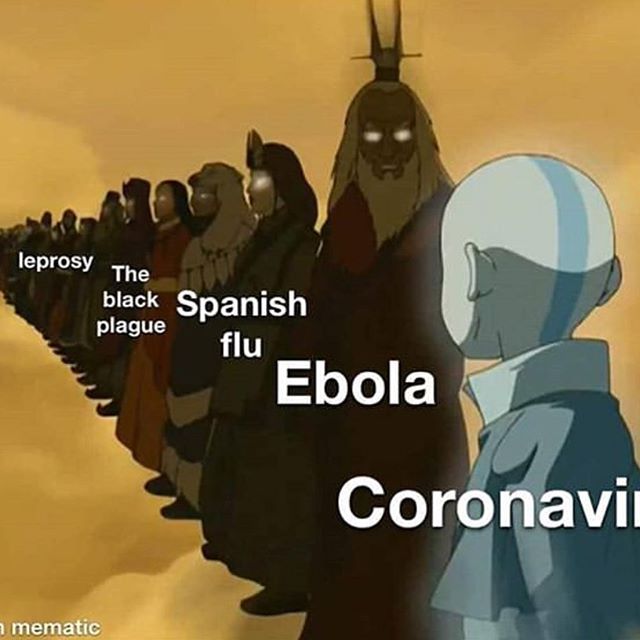 leprosy
The
black
plague
Spanish
flu
Ebola
Coronavi
mematic